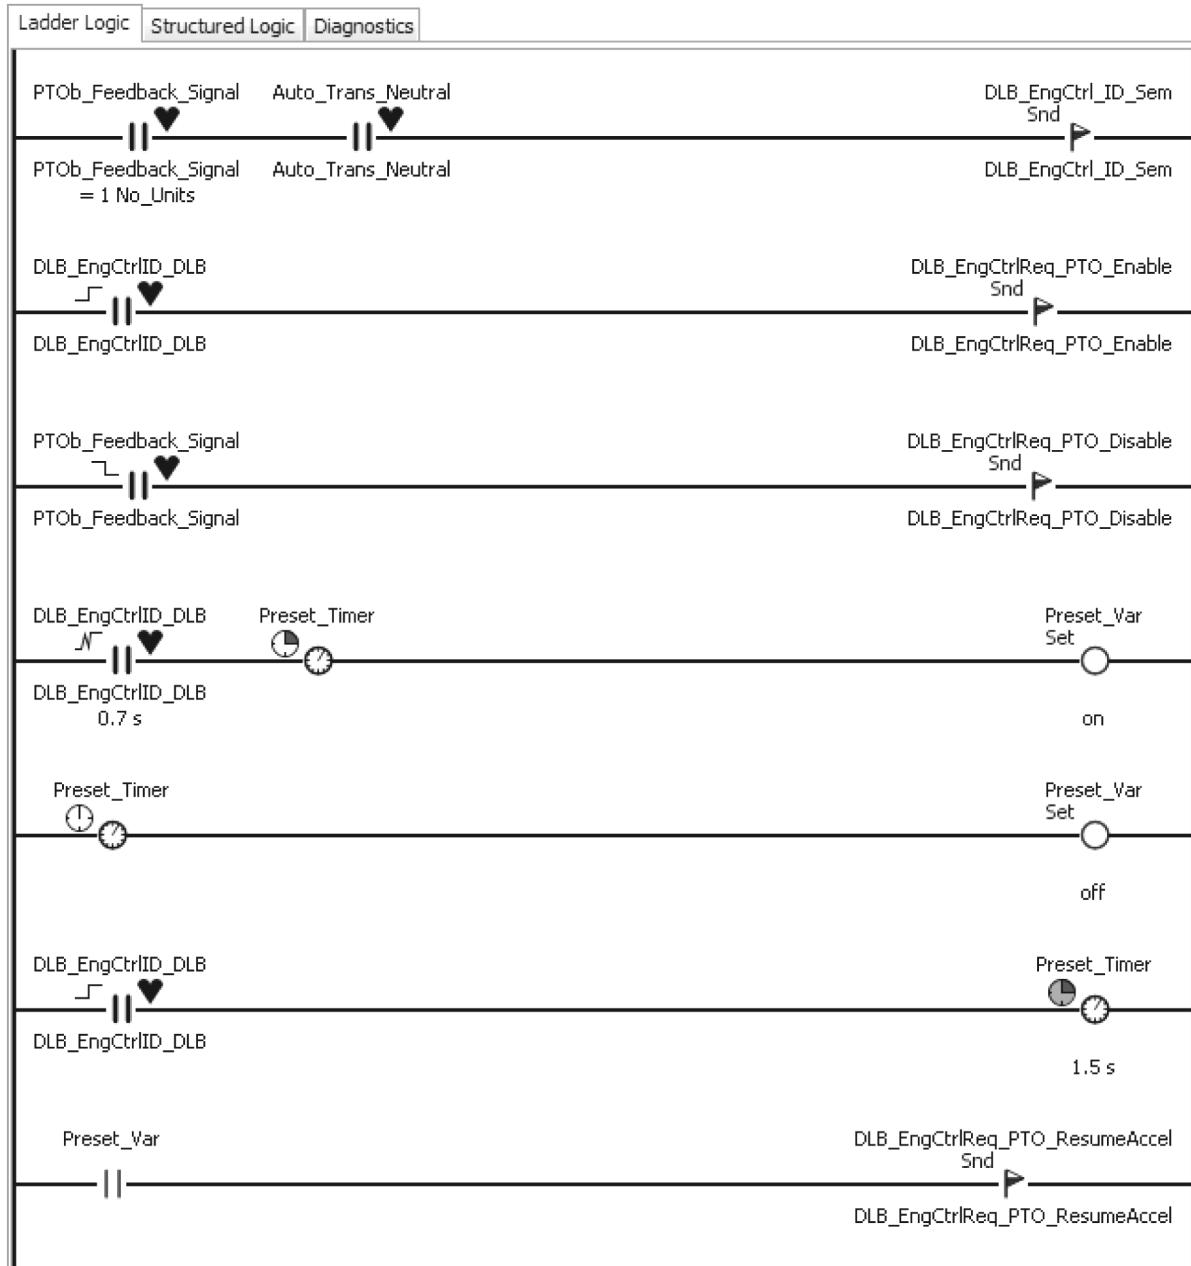 Ladder Logic Structured Logic Diagnostics
PTOb_Feedback_Signal Auto_Trans_Neutral DLB_EngCtrl_ID_Sem
Snd
PTOb_Feedback_Signal Auto_Trans_Neutral DLB_EngCtrl_ID_Sem
= 1 No_Units
DLB_EngCtrlID_DLB DLB_EngCtrlReq_PTO_Enable
Snd
DLB_EngCtrlID_DLB DLB_EngCtrlReq_PTO_Enable
PTOb_Feedback_Signal DLB_EngCtrlReq_PTO_Disable
Snd
PTOb_Feedback_Signal DLB_EngCtrlReq_PTO_Disable
DLB_EngCtrlID_DLB Preset_Timer Preset_Var
Set
DLB_EngCtrlID_DLB
0.7 s on
Preset_Timer Preset_Var
Set
off
DLB_EngCtrlID_DLB Preset_Timer
DLB_EngCtrlID_DLB
1.5 s
Preset_Var DLB_EngCtrlReq_PTO_ResumeAccel
Snd
DLB_EngCtrlReq_PTO_ResumeAccel